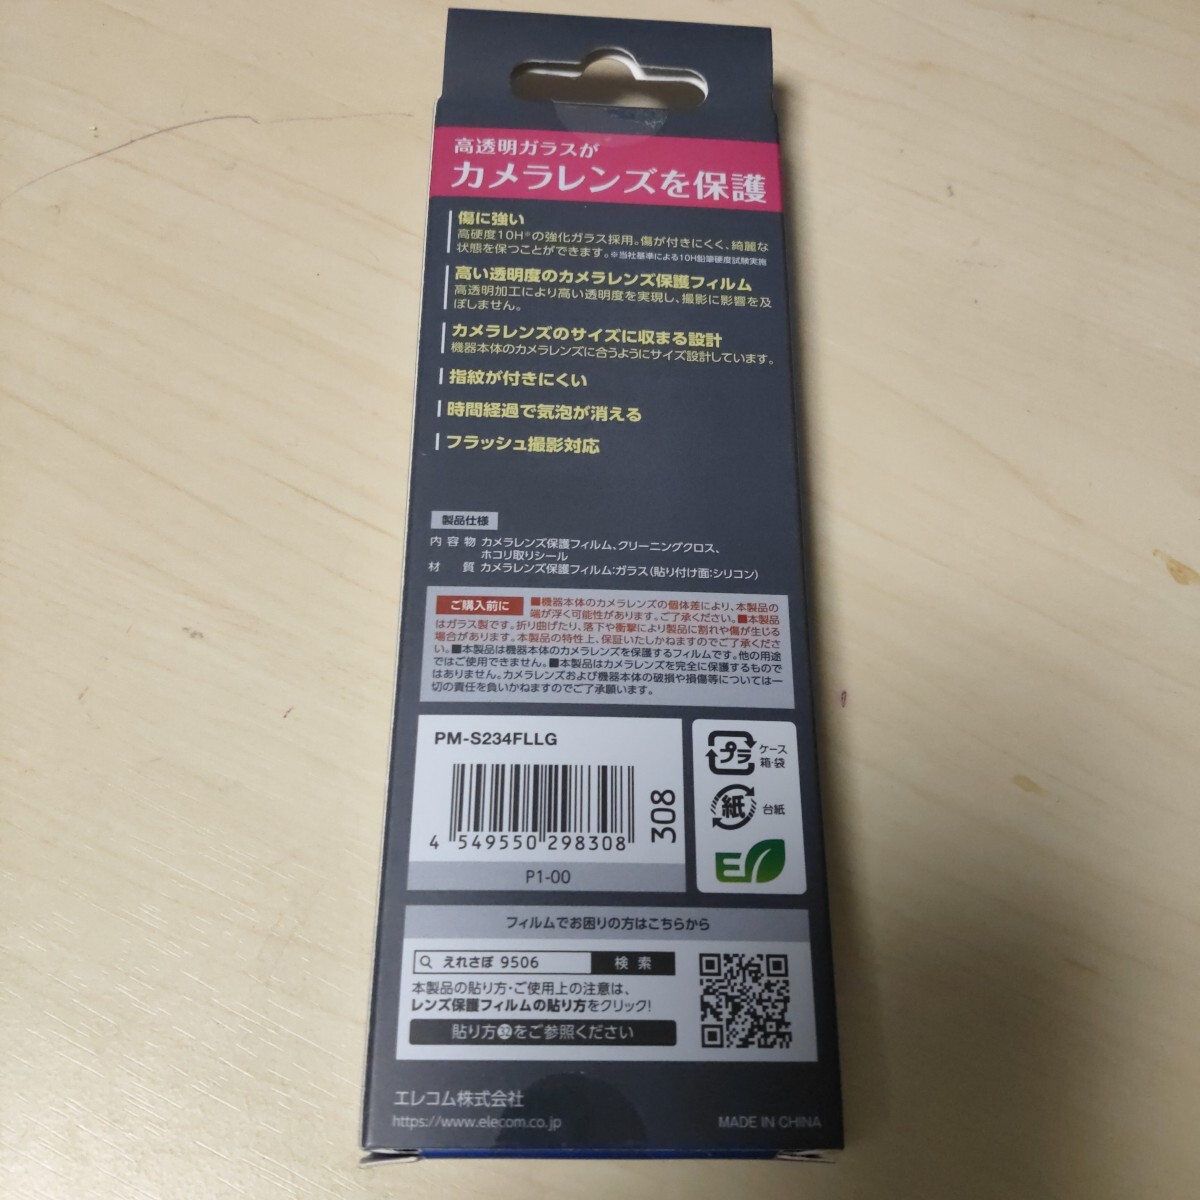 高透明ガラスが
カメラレンズを保護
傷に強い
高硬度10H※の強化ガラス採用。傷が付きにくく、綺麗な
状態を保つことができます。※当社基準による10H鉛筆硬度試験実施
高い透明度のカメラレンズ保護フィルム
高透明加工により高い透明度を実現し、撮影に影響を及
ぼしません。
カメラレンズのサイズに収まる設計
機器本体のカメラレンズに合うようにサイズ設計しています。
指紋が付きにくい
時間経過で気泡が消える
フラッシュ撮影対応
製品仕様
内容物 カメラレンズ保護フィルム、クリーニングクロス、
ホコリ取りシール
材質 カメラレンズ保護フィルム:ガラス(貼り付け面:シリコン)
ご購入前に ■機器本体のカメラレンズの個体差により、本製品の
端が浮く可能性があります。ご了承ください。■本製品
はガラス製です。折り曲げたり、落下や衝撃により製品に割れや傷が生じる
場合があります。本製品の特性上、保証いたしかねますのでご了承くださ
い。■本製品は機器本体のカメラレンズを保護するフィルムです。他の用途
ではご使用できません。■本製品はカメラレンズを完全に保護するもので
はありません。カメラレンズおよび機器本体の破損や損傷等については一
切の責任を負いかねますのでご了承願います。
PM-S234FLLG
4 549550 298308
308
P1-00
プラ
ケース
箱・袋
紙
台紙
E
フィルムでお困りの方はこちらから
えれさぽ 9506 検索
本製品の貼り方・ご使用上の注意は、
レンズ保護フィルムの貼り方をクリック!
貼り方32をご参照ください
エレコム株式会社
https://www.elecom.co.jp
MADE IN CHINA